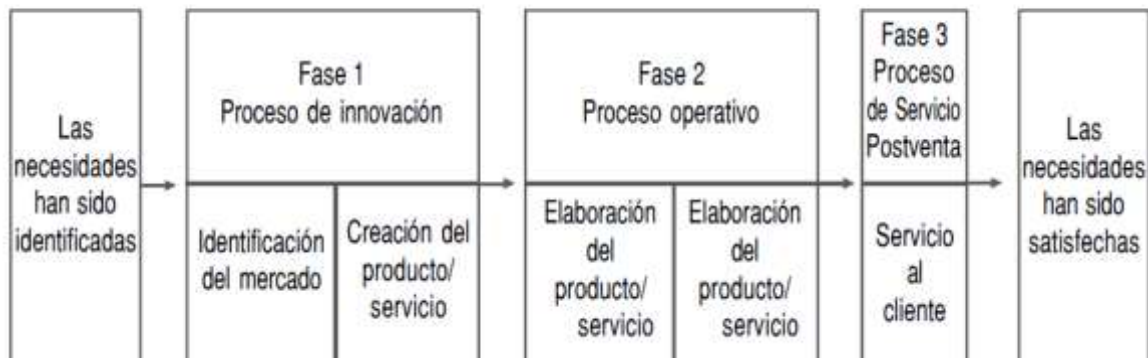 Las
necesidades
han sido
identificadas
Fase 1
Proceso de innovación
Identificación
del mercado
Creación del
producto/
servicio
Fase 2
Proceso operativo
Elaboración
del
producto/
servicio
Elaboración
del
producto/
servicio
Fase 3
Proceso
de Servicio
Postventa
Servicio
al
cliente
Las
necesidades
han sido
satisfechas